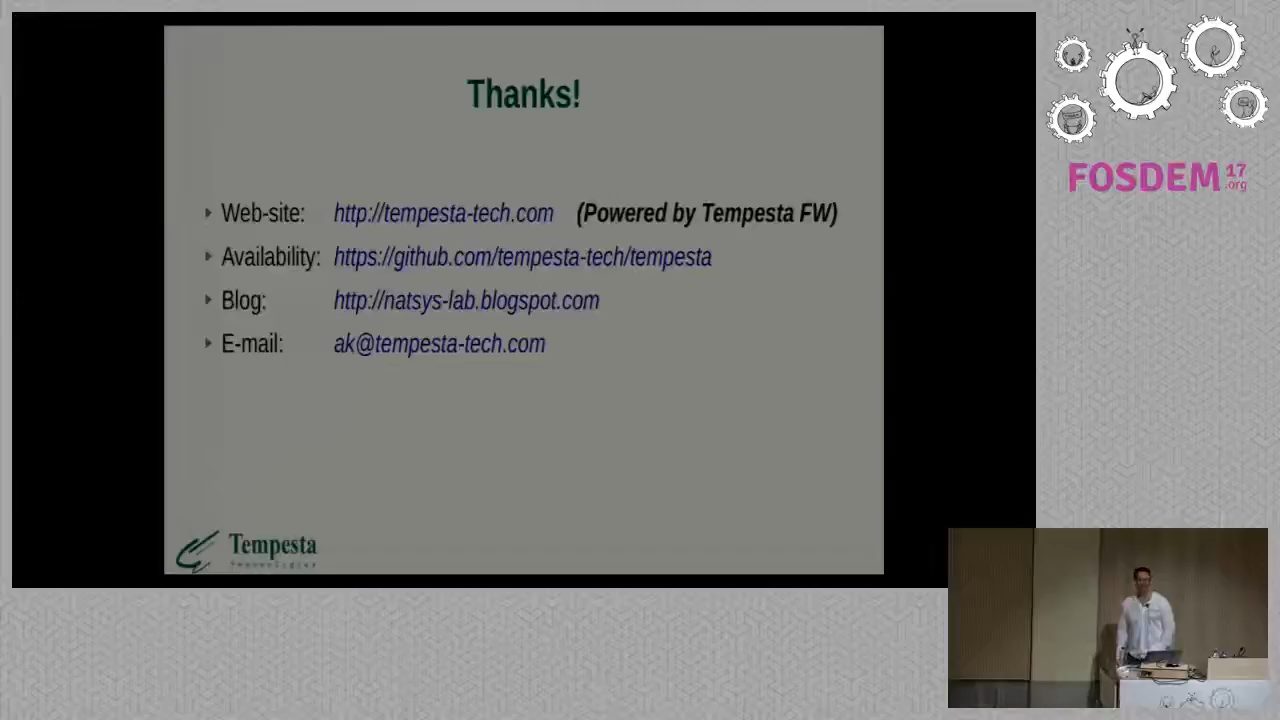 Thanks!
Web-site: http://tempesta-tech.com (Powered by Tempesta FW)
Availability: https://github.com/tempesta-tech/tempesta
Blog: http://natsys-lab.blogspot.com
E-mail: ak@tempesta-tech.com
Tempesta
Technologies
FOSDEM 17
.org